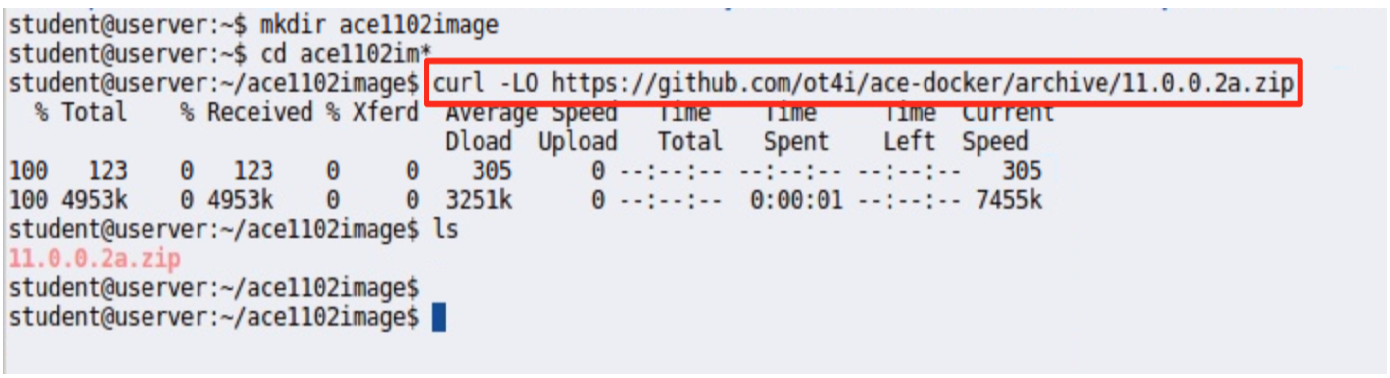 student@userver:~$ mkdir ace1102image
student@userver:~$ cd ace1102im*
student@userver:~/ace1102image$ curl -LO https://github.com/ot4i/ace-docker/archive/11.0.0.2a.zip
  % Total    % Received % Xferd  Average Speed   Time    Time     Time  Current
                                 Dload  Upload   Total   Spent    Left  Speed
100   123    0   123    0     0    305      0 --:--:-- --:--:-- --:--:--   305
100 4953k    0 4953k    0     0  3251k      0 --:--:--  0:00:01 --:--:-- 7455k
student@userver:~/ace1102image$ ls
11.0.0.2a.zip
student@userver:~/ace1102image$
student@userver:~/ace1102image$